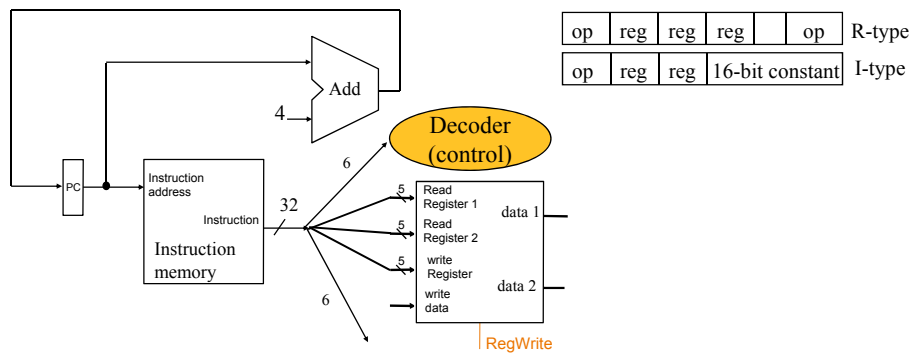 op reg reg reg op R-type
op reg reg 16-bit constant I-type
Add
4
Decoder
(control)
6
PC
Instruction
address
Instruction
Instruction
memory
32
5
Read
Register 1
5
Read
Register 2
5
write
Register
write
data
data 1
data 2
6
RegWrite